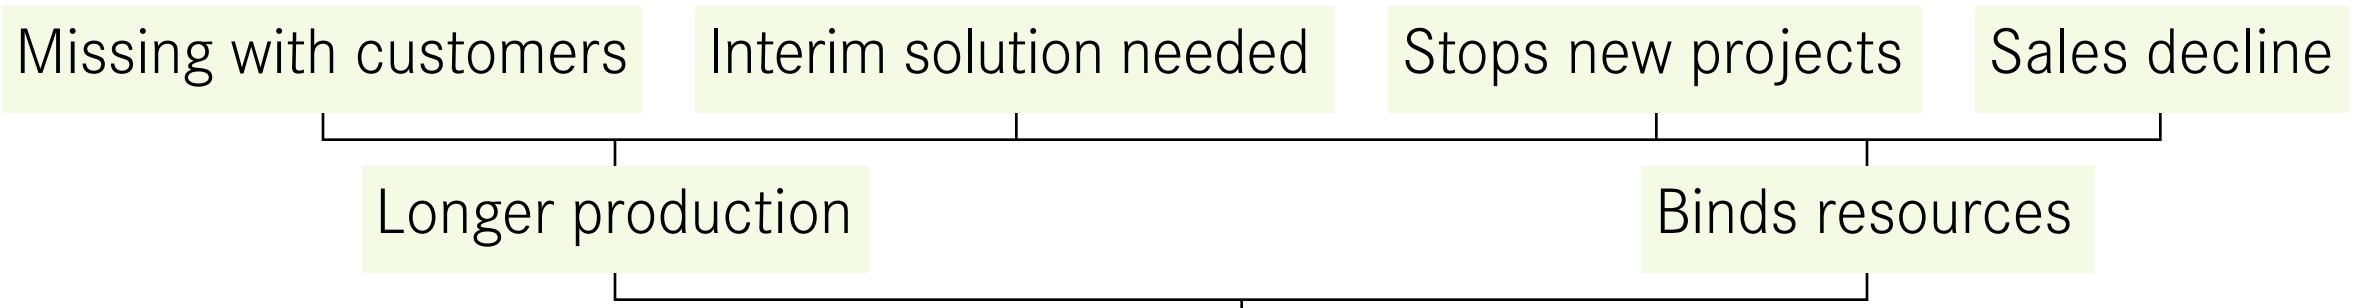 Missing with customers
Interim solution needed
Stops new projects
Sales decline
Longer production
Binds resources